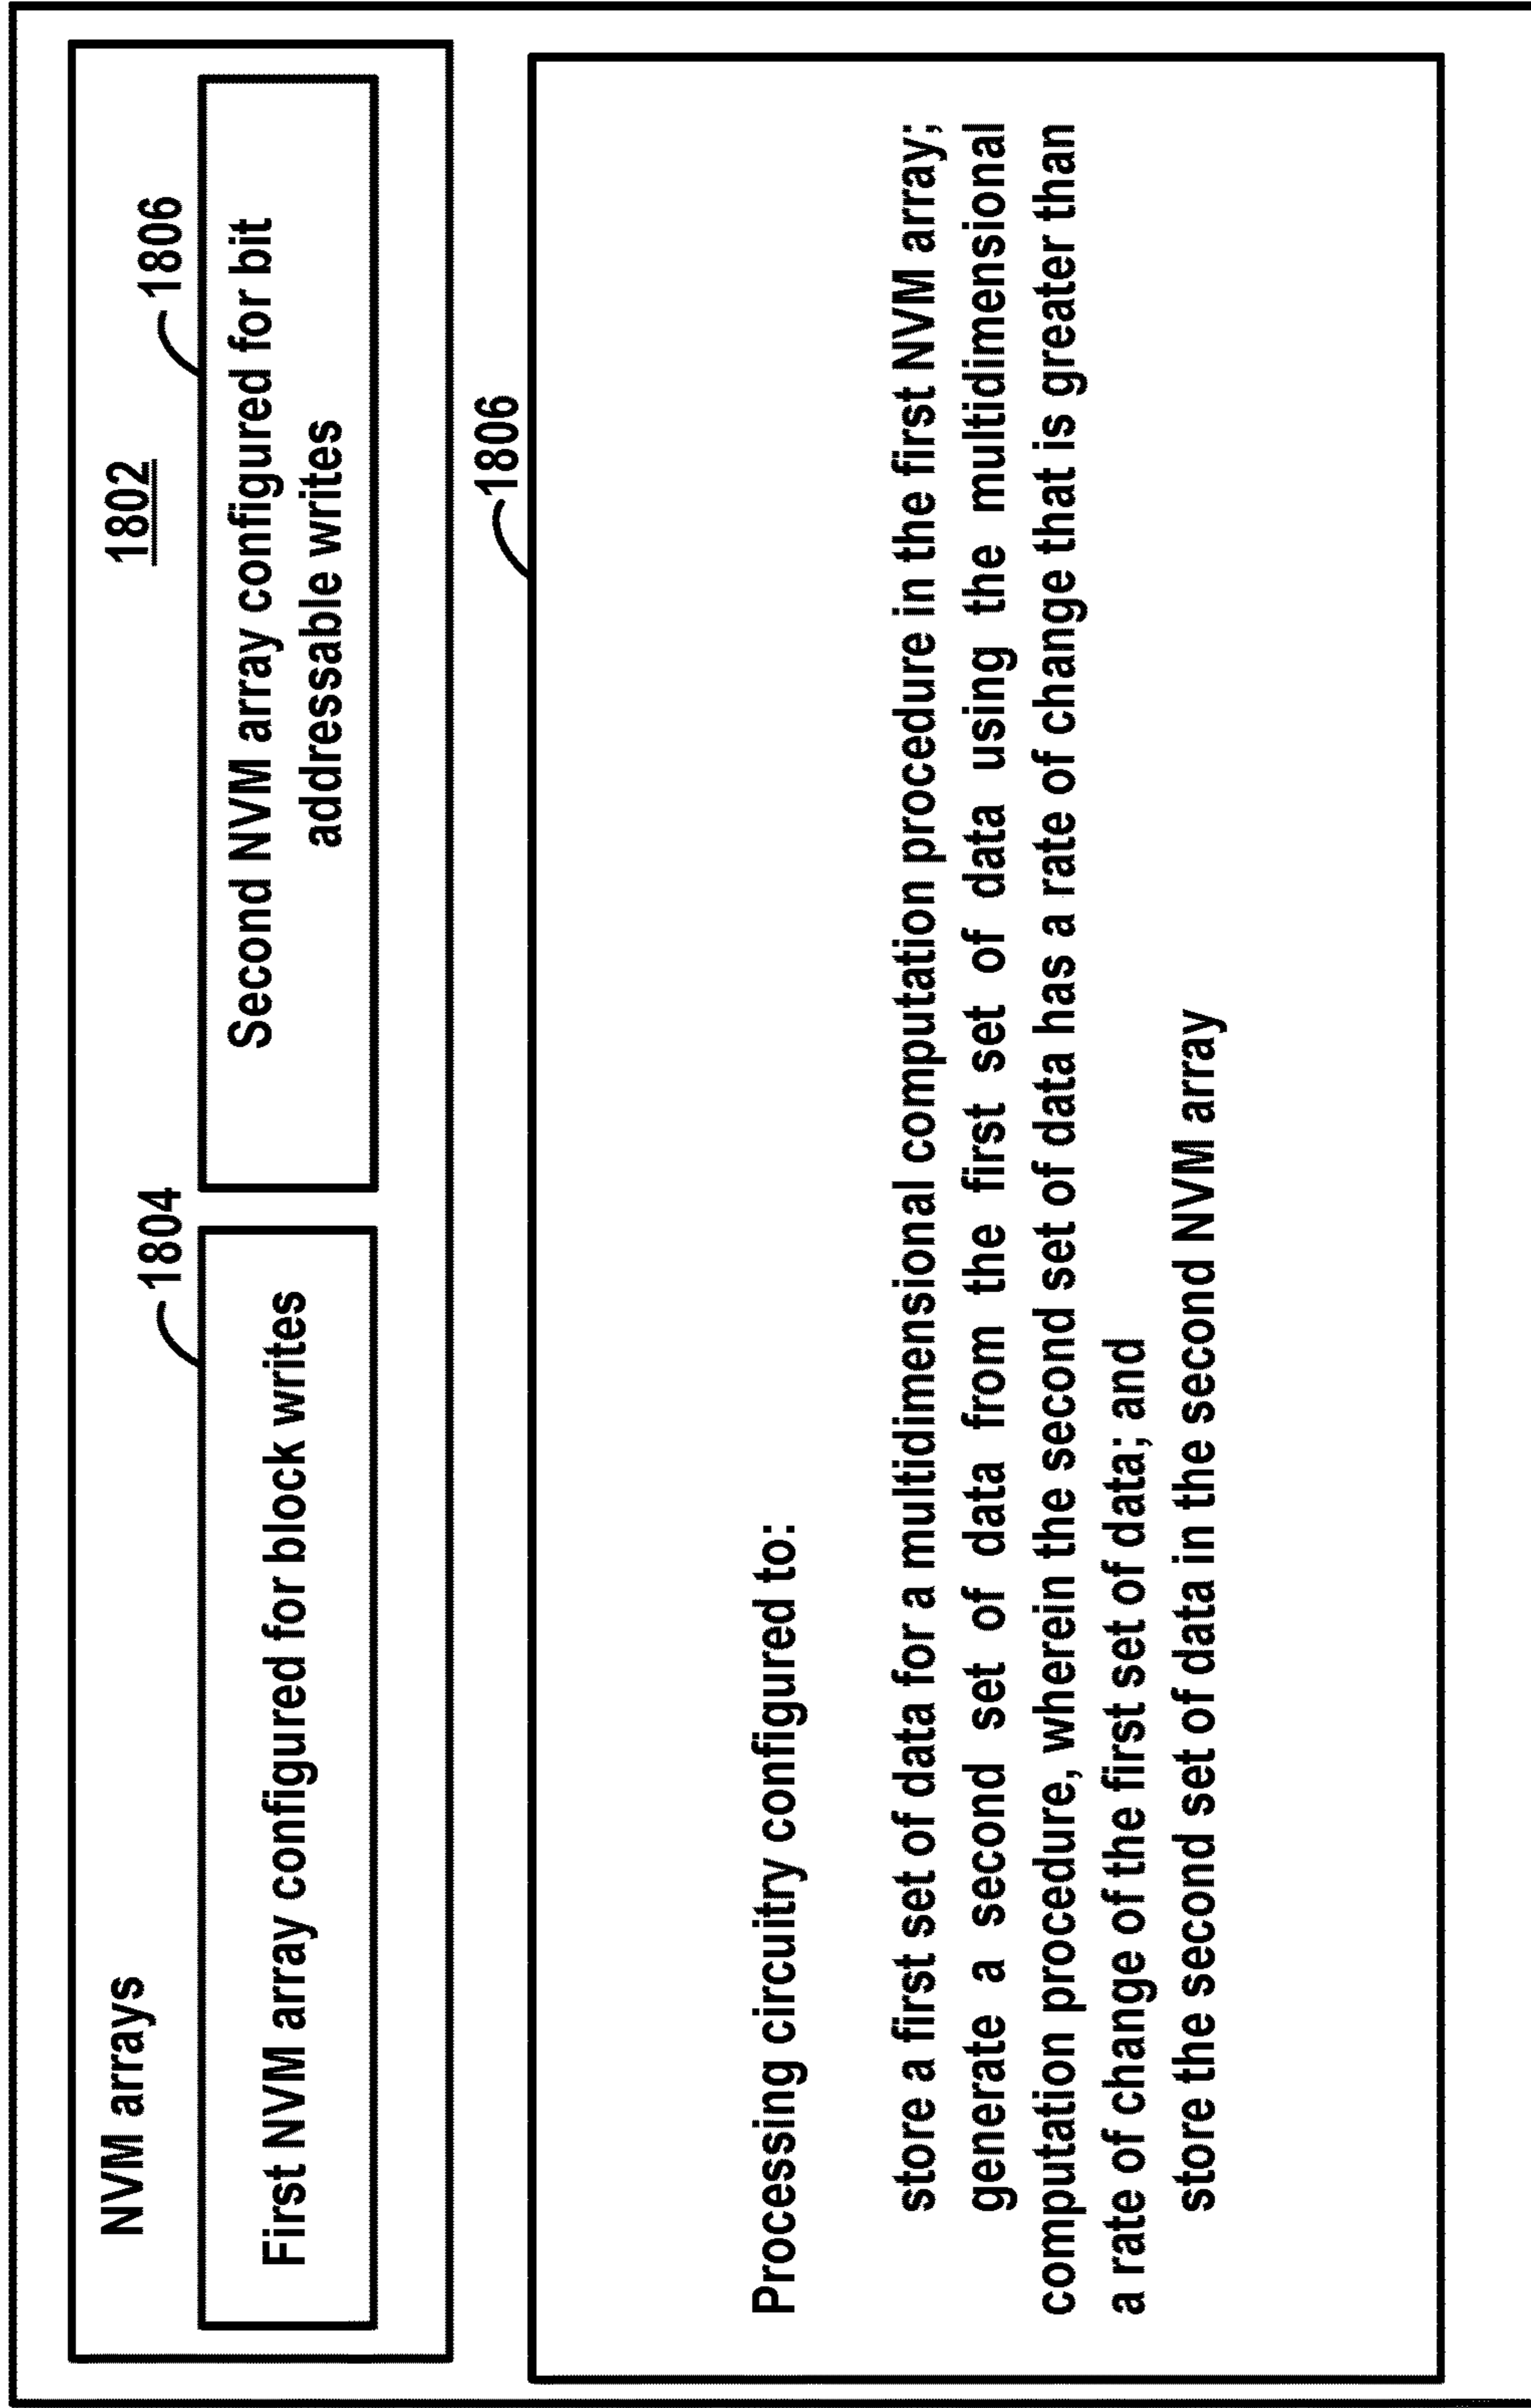 NVM arrays
1802
1804
1806
First NVM array configured for block writes
Second NVM array configured for bit
addressable writes
1806
Processing circuitry configured to:
store a first set of data for a multidimensional computation procedure in the first NVM array;
generate a second set of data from the first set of data using the multidimensional
computation procedure, wherein the second set of data has a rate of change that is greater than
a rate of change of the first set of data; and
store the second set of data in the second NVM array